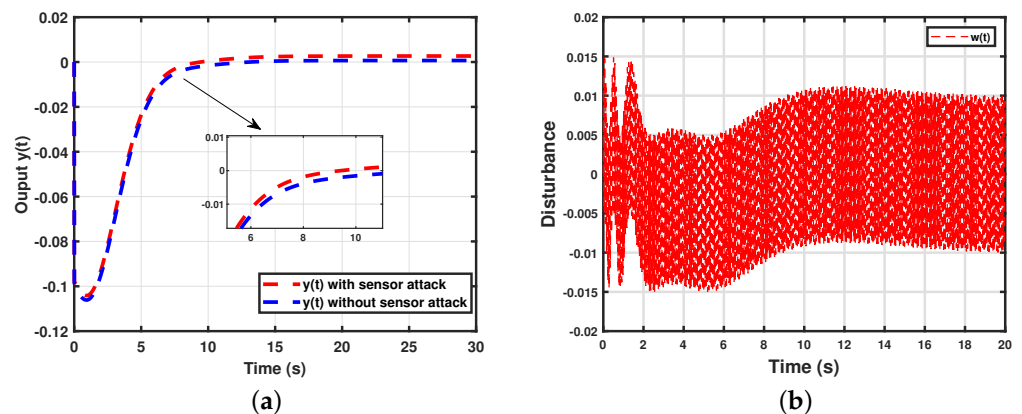 0.02
0
-0.02
-0.04
-0.06
-0.08
-0.1
-0.12
Ouput y(t)
0.01
0
-0.01
6 8 10
y(t) with sensor attack
y(t) without sensor attack
0 5 10 15 20 25 30
Time (s)
(a)
0.02
0.015
0.01
0.005
0
-0.005
-0.01
-0.015
-0.02
Disturbance
w(t)
0 2 4 6 8 10 12 14 16 18 20
Time (s)
(b)